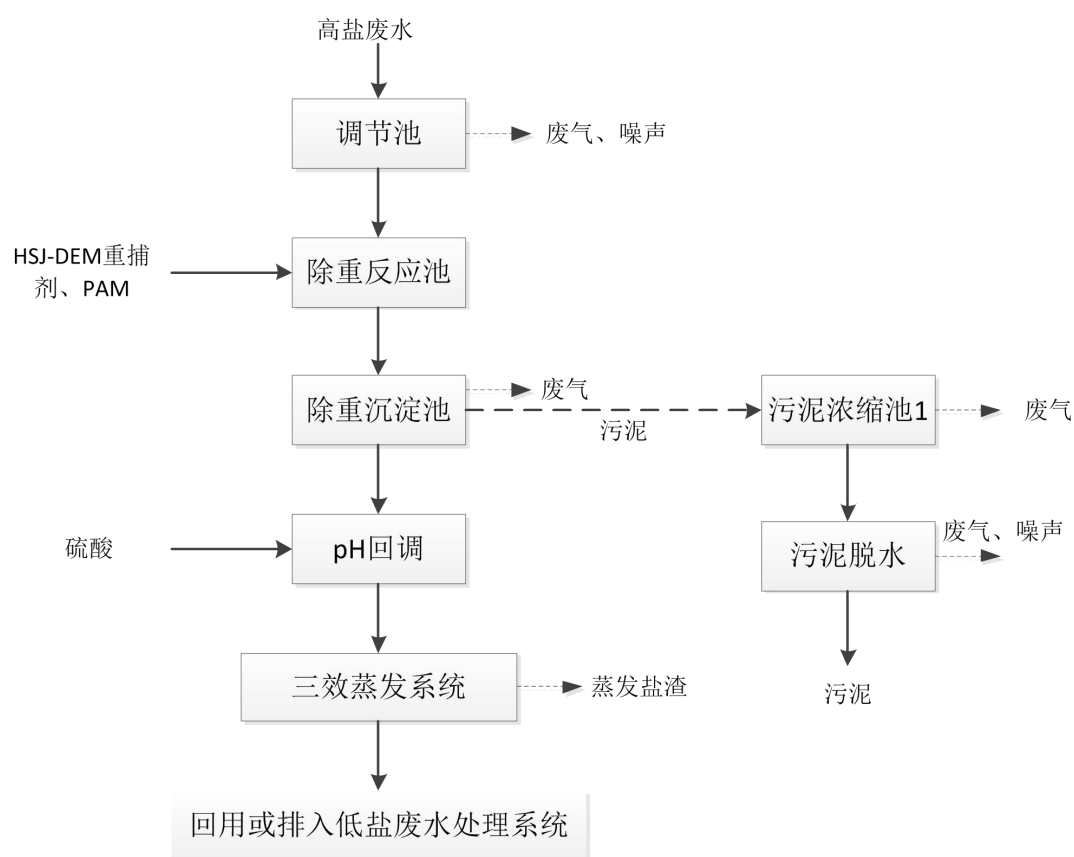 高盐废水
调节池
废气、噪声
HSJ-DEM重捕
剂、PAM
除重反应池
除重沉淀池
废气
污泥
污泥浓缩池1
废气
硫酸
pH回调
污泥脱水
废气、噪声
三效蒸发系统
蒸发盐渣
污泥
回用或排入低盐废水处理系统